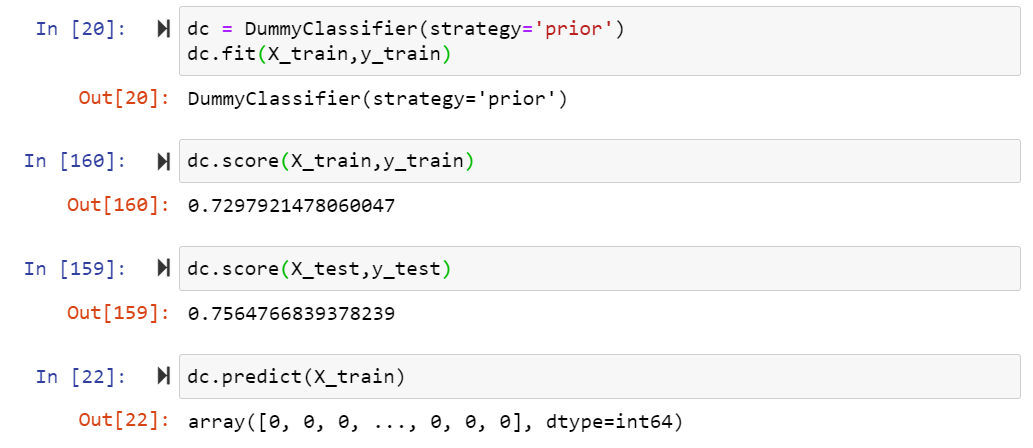 In [20]: dc = DummyClassifier(strategy='prior')
dc.fit(X_train,y_train)
Out[20]: DummyClassifier(strategy='prior')
In [160]: dc.score(X_train,y_train)
Out[160]: 0.7297921478060047
In [159]: dc.score(X_test,y_test)
Out[159]: 0.7564766839378239
In [22]: dc.predict(X_train)
Out[22]: array([0, 0, 0, ..., 0, 0, 0], dtype=int64)